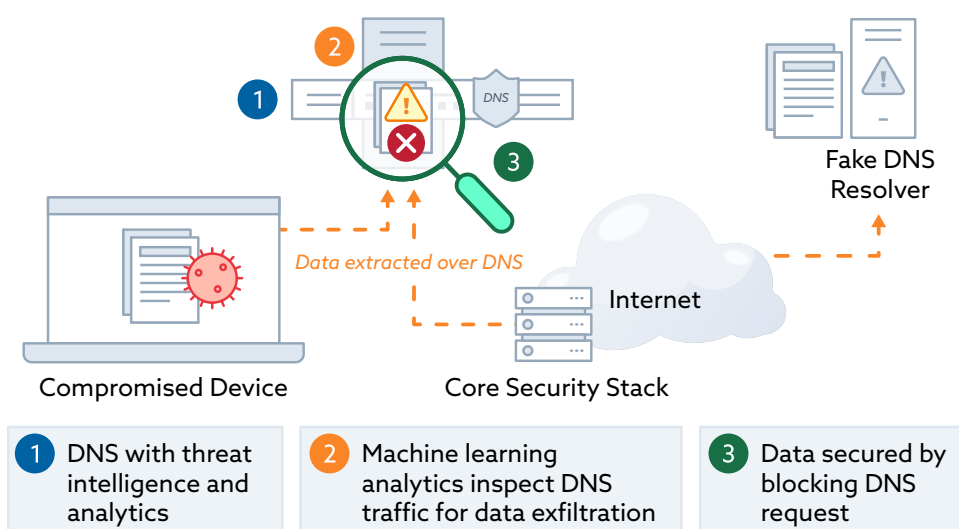 2
1
DNS
3
Fake DNS
Resolver
Data extracted over DNS
Internet
Compromised Device
Core Security Stack
1 DNS with threat
intelligence and
analytics
2 Machine learning
analytics inspect DNS
traffic for data exfiltration
3 Data secured by
blocking DNS
request